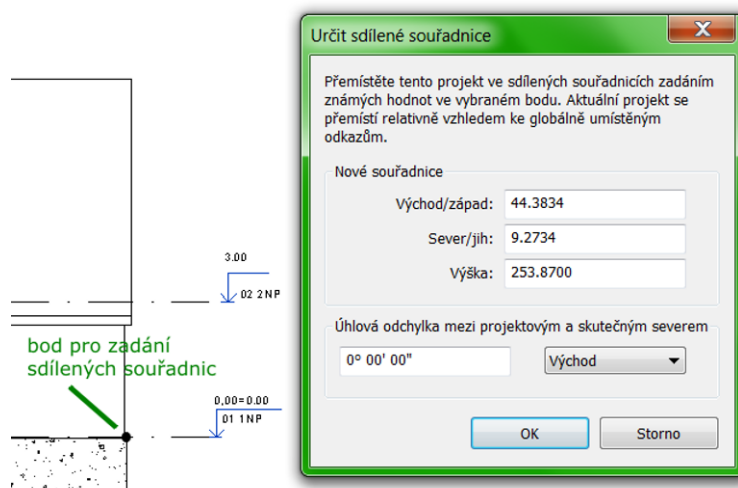 Určit sdílené souřadnice
Přemístěte tento projekt ve sdílených souřadnicích zadáním
známých hodnot ve vybraném bodu. Aktuální projekt se
přemístí relativně vzhledem ke globálně umístěným
odkazům.
Nové souřadnice
Východ/západ: 44.3834
Sever/jih: 9.2734
Výška: 253.8700
Úhlová odchylka mezi projektovým a skutečným severem
0° 00' 00" Východ
OK Storno
3.00
02 2NP
bod pro zadání
sdílených souřadnic
0,00=0.00
01 1NP